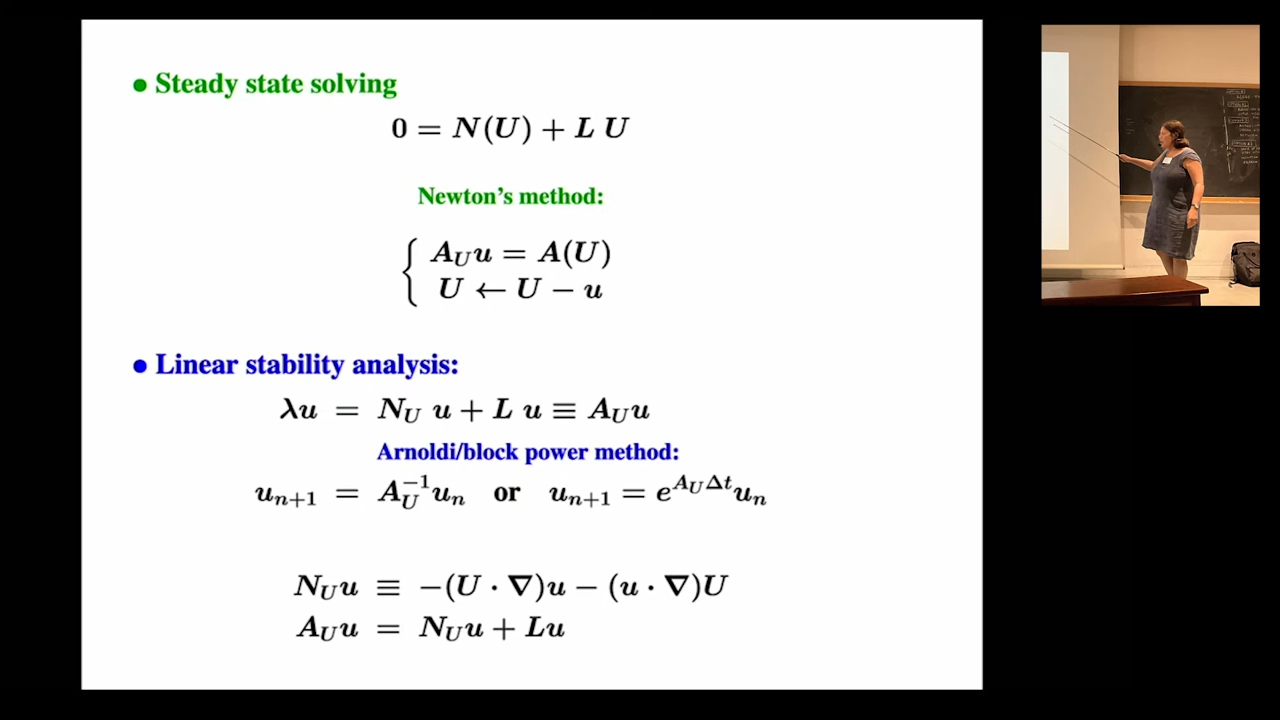 • Steady state solving
0 = N(U) + L U
Newton's method:
{ A_U u = A(U)
U ← U − u
• Linear stability analysis:
λu = N_U u + L u ≡ A_U u
Arnoldi/block power method:
u_{n+1} = A_U^{-1} u_n or u_{n+1} = e^{A_U Δt} u_n
N_U u ≡ −(U · ∇)u − (u · ∇)U
A_U u = N_U u + Lu